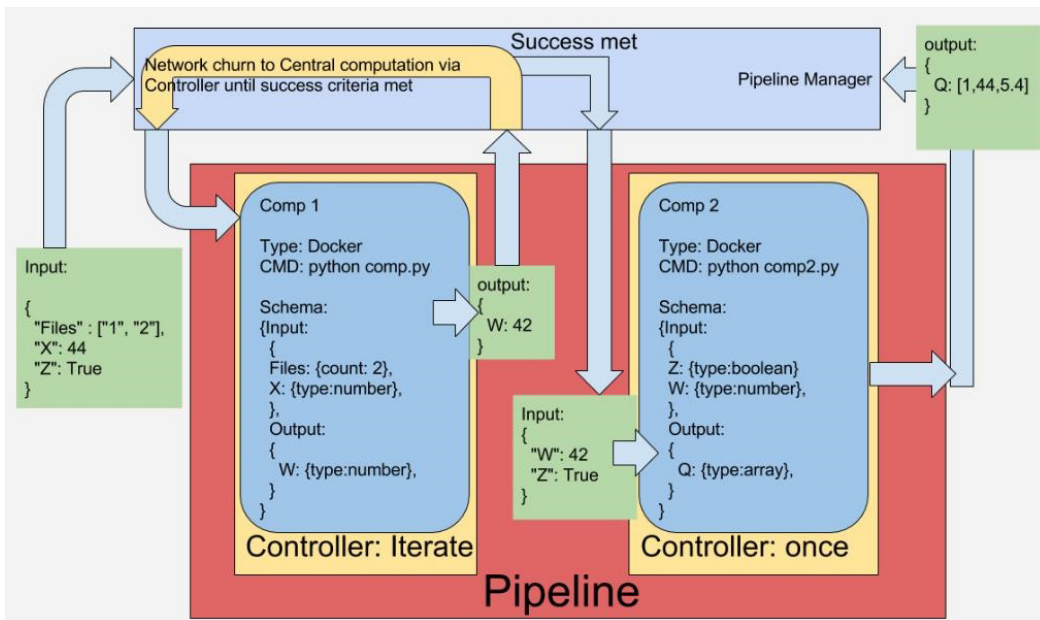 Success met
Network churn to Central computation via
Controller until success criteria met
Pipeline Manager
output:
{
Q: [1,44,5.4]
}
Input:
{
"Files" : ["1", "2"],
"X": 44
"Z": True
}
Comp 1
Type: Docker
CMD: python comp.py
Schema:
{Input:
{
Files: {count: 2},
X: {type:number},
},
Output:
{
W: {type:number},
}
}
Controller: Iterate
output:
{
W: 42
}
Input:
{
"W": 42
"Z": True
}
Comp 2
Type: Docker
CMD: python comp2.py
Schema:
{Input:
{
Z: {type:boolean}
W: {type:number},
},
Output:
{
Q: {type:array},
}
}
Controller: once
Pipeline